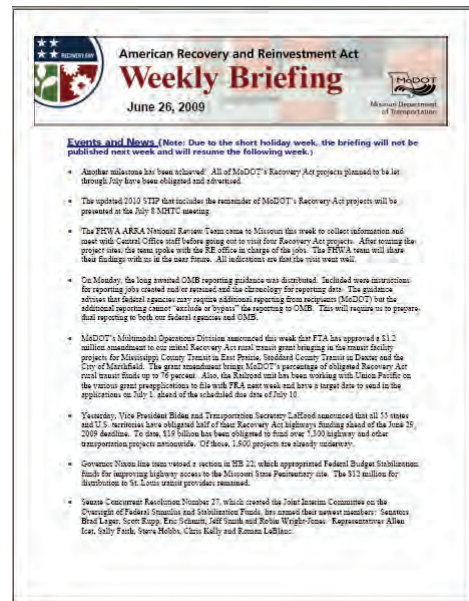 RECOVERY.GOV
American Recovery and Reinvestment Act
Weekly Briefing
June 26, 2009
MoDOT
Missouri Department
of Transportation
Events and News (Note: Due to the short holiday week, the briefing will not be
published next week and will resume the following week.)
• Another milestone has been achieved: All of MoDOT's Recovery Act projects planned to be let
through July have been obligated and advertised.
• The updated 2010 STIP that includes the remainder of MoDOT's Recovery Act projects will be
presented at the July 8 MHTC meeting.
• The FHWA ARRA National Review Team came to Missouri this week to collect information and
meet with Central Office staff before going out to visit four Recovery Act projects. After touring the
project sites, the team spoke with the RE office in charge of the jobs. The FHWA team will share
their findings with us in the near future. All indications are that the visit went well.
• On Monday, the long awaited OMB reporting guidance was distributed. Included were instructions
for reporting jobs created and/or retained and the chronology for reporting data. The guidance
advises that federal agencies may require additional reporting from recipients (MoDOT) but the
additional reporting cannot "exclude or bypass" the reporting to OMB. This will require us to prepare
dual reporting to both our federal agencies and OMB.
• MoDOT's Multimodal Operations Division announced this week that FTA has approved a $1.2
million amendment to our initial Recovery Act rural transit grant bringing in the transit facility
projects for Mississippi County Transit in East Prairie, Stoddard County Transit in Dexter and the
City of Marshfield. The grant amendment brings MoDOT's percentage of obligated Recovery Act
rural transit funds up to 76 percent. Also, the Railroad unit has been working with Union Pacific on
the various grant preapplications to file with FRA next week and have a target date to send in the
applications on July 1, ahead of the scheduled due date of July 10.
• Yesterday, Vice President Biden and Transportation Secretary LaHood announced that all 55 states
and U.S. territories have obligated half of their Recovery Act highways funding ahead of the June 29,
2009 deadline. To date, $19 billion has been obligated to fund over 5,300 highway and other
transportation projects nationwide. Of those, 1,900 projects are already underway.
• Governor Nixon line item vetoed a section in HB 22, which appropriated Federal Budget Stabilization
funds for improving highway access to the Missouri State Penitentiary site. The $12 million for
distribution to St. Louis transit providers remained.
• Senate Concurrent Resolution Number 27, which created the Joint Interim Committee on the
Oversight of Federal Stimulus and Stabilization Funds, has named their newest members: Senators
Brad Lager, Scott Rupp, Eric Schmitt, Jeff Smith and Robin Wright-Jones. Representatives Allen
Icet, Sally Faith, Steve Hobbs, Chris Kelly and Roman LeBlanc.